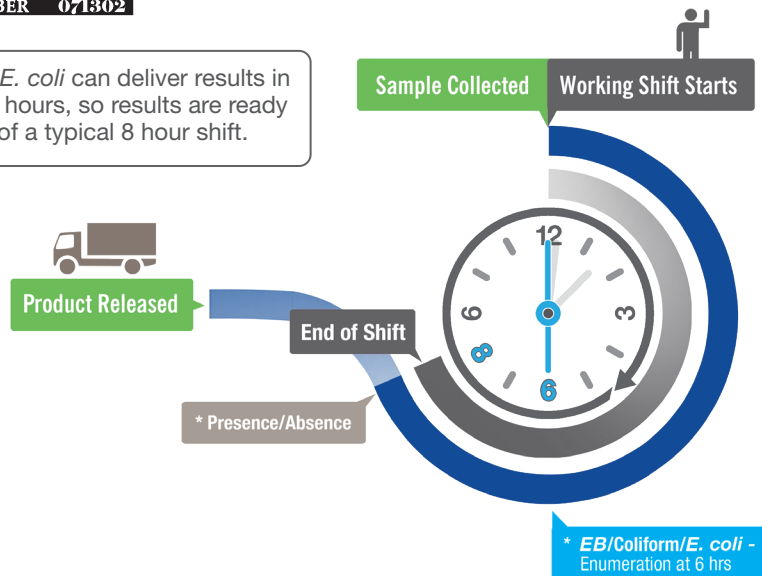 BER 071302
E. coli can deliver results in
hours, so results are ready
of a typical 8 hour shift.
Sample Collected
Working Shift Starts
12
3
6
8
9
Product Released
End of Shift
* Presence/Absence
* EB/Coliform/E. coli -
Enumeration at 6 hrs